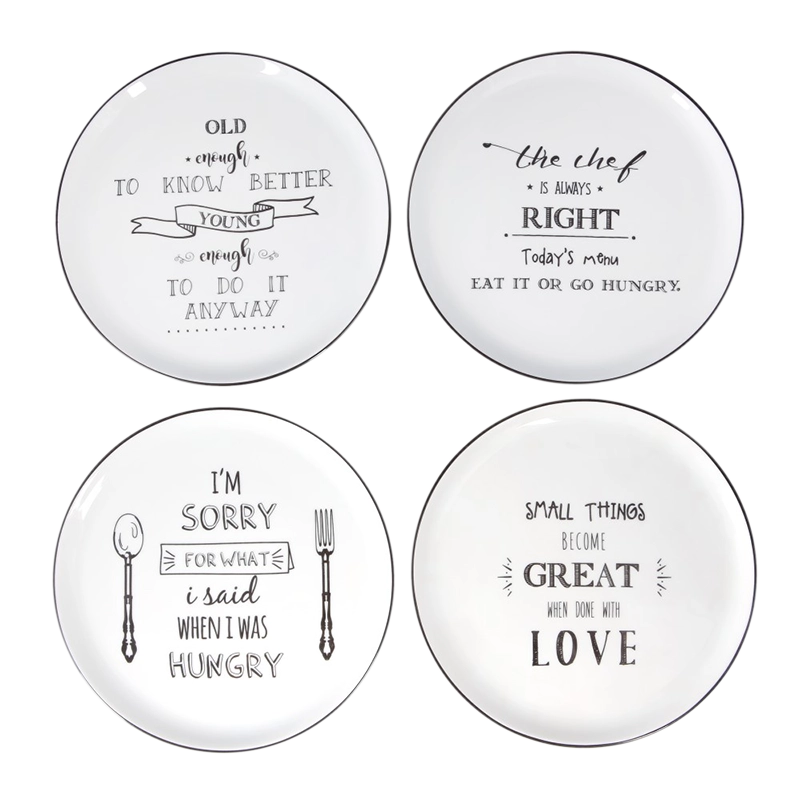 OLD
enough
TO KNOW BETTER
YOUNG
enough
TO DO IT
ANYWAY
the chef
IS ALWAYS
RIGHT
Today's menu
EAT IT OR GO HUNGRY.
I'M
SORRY
FOR WHAT
i said
WHEN I WAS
HUNGRY
SMALL THINGS
BECOME
GREAT
WHEN DONE WITH
LOVE